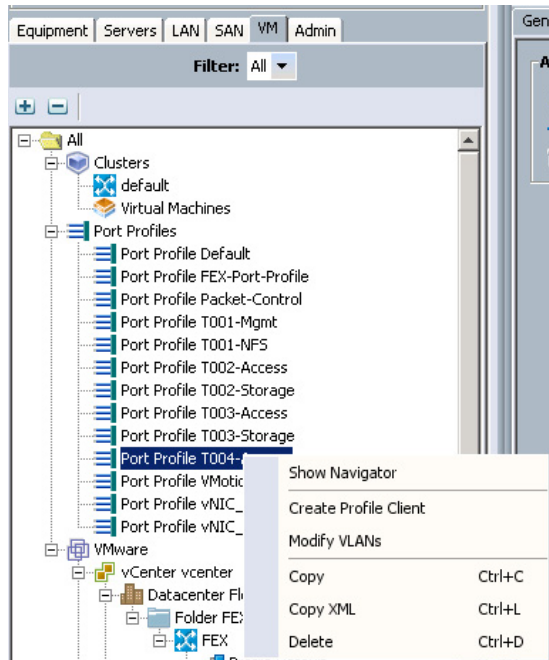 Equipment Servers LAN SAN VM Admin
Filter: All
All
Clusters
default
Virtual Machines
Port Profiles
Port Profile Default
Port Profile FEX-Port-Profile
Port Profile Packet-Control
Port Profile T001-Mgmt
Port Profile T001-NFS
Port Profile T002-Access
Port Profile T002-Storage
Port Profile T003-Access
Port Profile T003-Storage
Port Profile T004-
Port Profile
Port Profile vNIC_
Port Profile vNIC_
VMware
vCenter vcenter
Datacenter
Folder
FEX
Show Navigator
Create Profile Client
Modify VLANs
Copy Ctrl+C
Copy XML Ctrl+L
Delete Ctrl+D